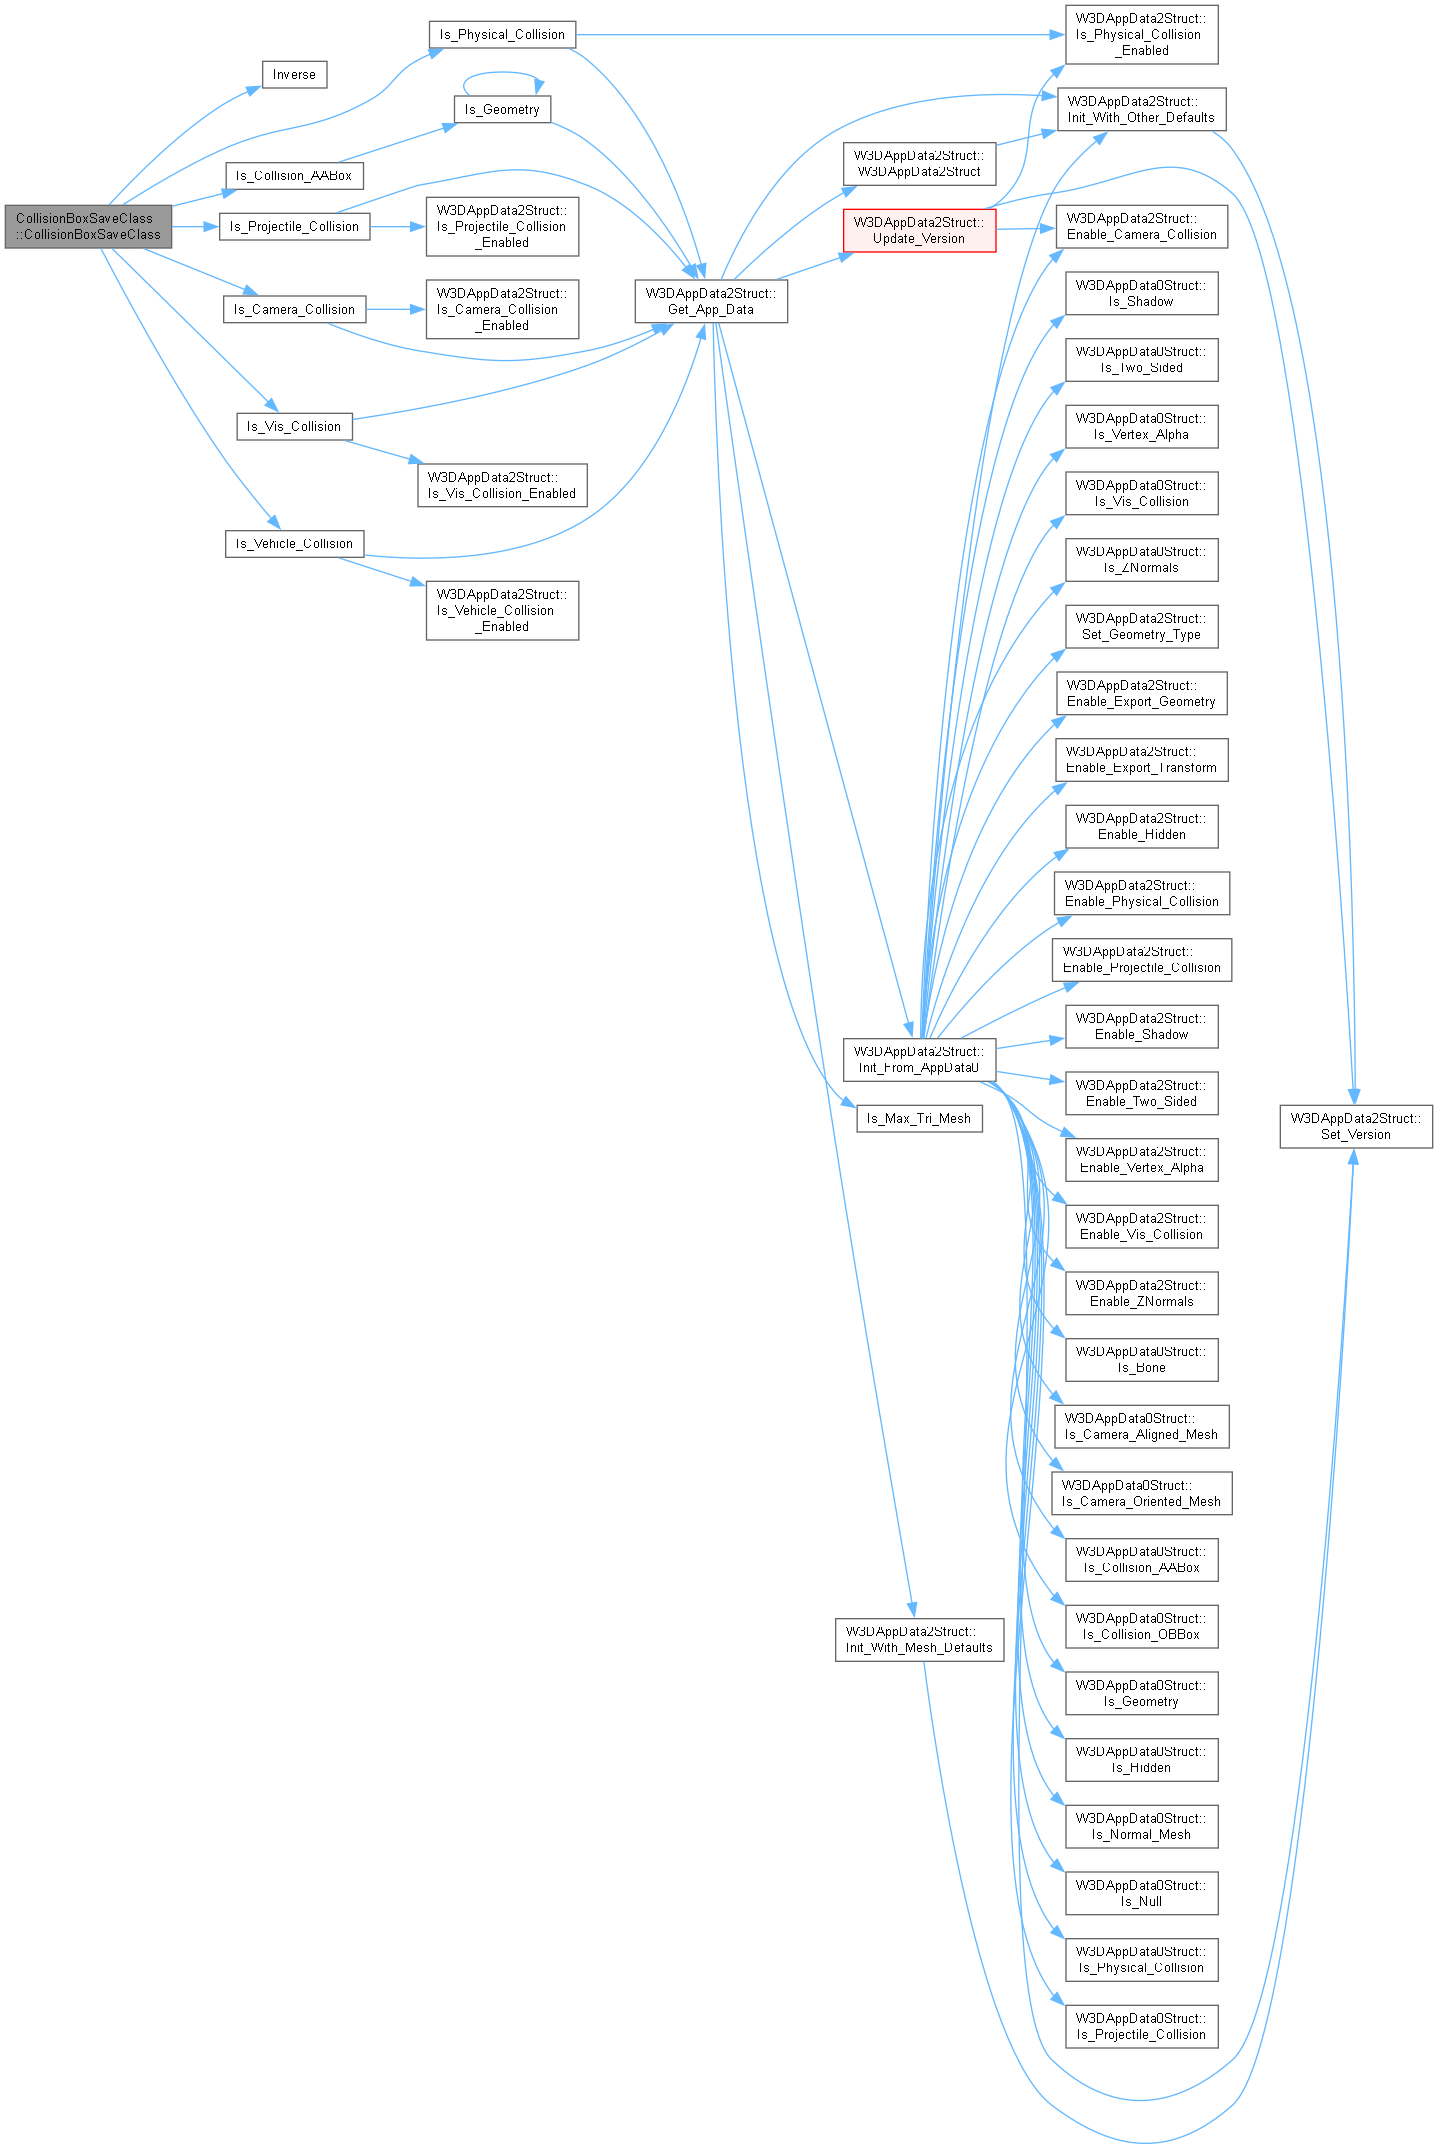 CollisionBoxSaveClass
::CollisionBoxSaveClass
Inverse
Is_Physical_Collision
Is_Geometry
Is_Collision_AABox
Is_Projectile_Collision
Is_Camera_Collision
Is_Vis_Collision
Is_Vehicle_Collision
W3DAppData2Struct::
Is_Projectile_Collision
_Enabled
W3DAppData2Struct::
Is_Camera_Collision
_Enabled
W3DAppData2Struct::
Is_Vis_Collision_Enabled
W3DAppData2Struct::
Is_Vehicle_Collision
_Enabled
W3DAppData2Struct::
Get_App_Data
W3DAppData2Struct::
W3DAppData2Struct
W3DAppData2Struct::
Update_Version
W3DAppData2Struct::
Init_From_AppData0
Is_Max_Tri_Mesh
W3DAppData2Struct::
Init_With_Mesh_Defaults
W3DAppData2Struct::
Is_Physical_Collision
_Enabled
W3DAppData2Struct::
Init_With_Other_Defaults
W3DAppData2Struct::
Enable_Camera_Collision
W3DAppData0Struct::
Is_Shadow
W3DAppData0Struct::
Is_Two_Sided
W3DAppData0Struct::
Is_Vertex_Alpha
W3DAppData0Struct::
Is_Vis_Collision
W3DAppData0Struct::
Is_ZNormals
W3DAppData2Struct::
Set_Geometry_Type
W3DAppData2Struct::
Enable_Export_Geometry
W3DAppData2Struct::
Enable_Export_Transform
W3DAppData2Struct::
Enable_Hidden
W3DAppData2Struct::
Enable_Physical_Collision
W3DAppData2Struct::
Enable_Projectile_Collision
W3DAppData2Struct::
Enable_Shadow
W3DAppData2Struct::
Enable_Two_Sided
W3DAppData2Struct::
Enable_Vertex_Alpha
W3DAppData2Struct::
Enable_Vis_Collision
W3DAppData2Struct::
Enable_ZNormals
W3DAppData0Struct::
Is_Bone
W3DAppData0Struct::
Is_Camera_Aligned_Mesh
W3DAppData0Struct::
Is_Camera_Oriented_Mesh
W3DAppData0Struct::
Is_Collision_AABox
W3DAppData0Struct::
Is_Collision_OBBox
W3DAppData0Struct::
Is_Geometry
W3DAppData0Struct::
Is_Hidden
W3DAppData0Struct::
Is_Normal_Mesh
W3DAppData0Struct::
Is_Null
W3DAppData0Struct::
Is_Physical_Collision
W3DAppData0Struct::
Is_Projectile_Collision
W3DAppData2Struct::
Set_Version